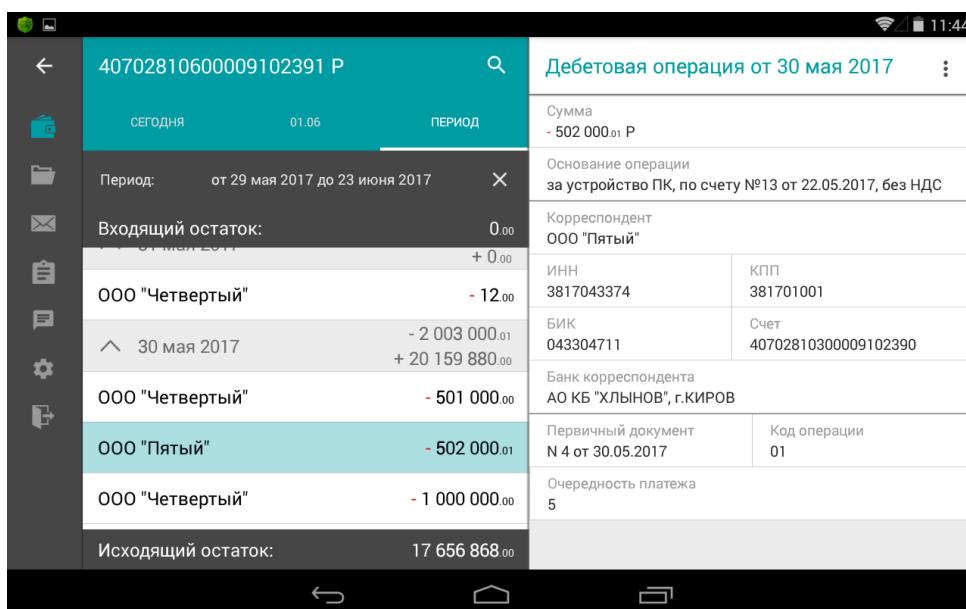 11:44
40702810600009102391 Р
СЕГОДНЯ 01.06 ПЕРИОД
Период: от 29 мая 2017 до 23 июня 2017
Входящий остаток: 0.00
31 мая 2017
+ 0.00
ООО "Четвертый" - 12.00
30 мая 2017 - 2 003 000.01
+ 20 159 880.00
ООО "Четвертый" - 501 000.00
ООО "Пятый" - 502 000.01
ООО "Четвертый" - 1 000 000.00
Исходящий остаток: 17 656 868.00
Дебетовая операция от 30 мая 2017
Сумма
- 502 000.01 Р
Основание операции
за устройство ПК, по счету №13 от 22.05.2017, без НДС
Корреспондент
ООО "Пятый"
ИНН КПП
3817043374 381701001
БИК Счет
043304711 40702810300009102390
Банк корреспондента
АО КБ "ХЛЫНОВ", г.КИРОВ
Первичный документ Код операции
N 4 от 30.05.2017 01
Очередность платежа
5